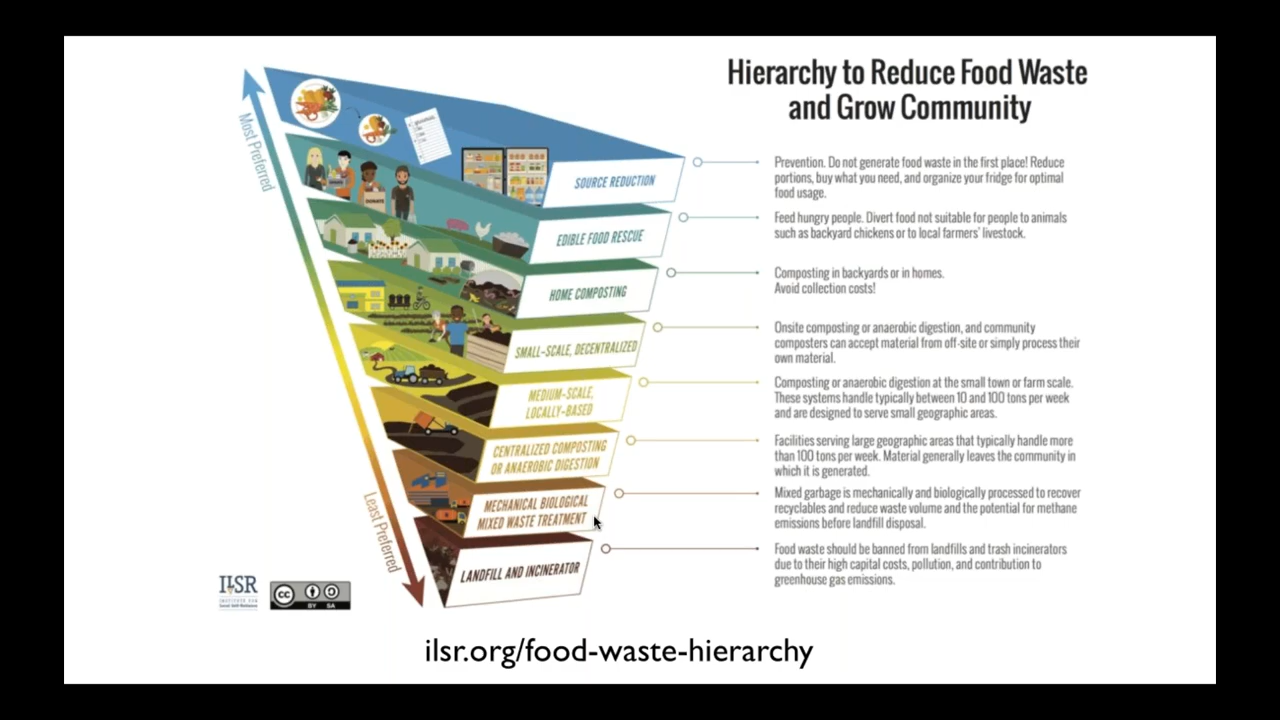 Hierarchy to Reduce Food Waste
and Grow Community
Most Preferred
Least Preferred
DONATE
SOURCE REDUCTION
Prevention. Do not generate food waste in the first place! Reduce
portions, buy what you need, and organize your fridge for optimal
food usage.
EDIBLE FOOD RESCUE
Feed hungry people. Divert food not suitable for people to animals
such as backyard chickens or to local farmers' livestock.
HOME COMPOSTING
Composting in backyards or in homes.
Avoid collection costs!
SMALL-SCALE, DECENTRALIZED
Onsite composting or anaerobic digestion, and community
composters can accept material from off-site or simply process their
own material.
MEDIUM-SCALE,
LOCALLY-BASED
Composting or anaerobic digestion at the small town or farm scale.
These systems handle typically between 10 and 100 tons per week
and are designed to serve small geographic areas.
CENTRALIZED COMPOSTING
OR ANAEROBIC DIGESTION
Facilities serving large geographic areas that typically handle more
than 100 tons per week. Material generally leaves the community in
which it is generated.
MECHANICAL BIOLOGICAL
MIXED WASTE TREATMENT
Mixed garbage is mechanically and biologically processed to recover
recyclables and reduce waste volume and the potential for methane
emissions before landfill disposal.
LANDFILL AND INCINERATOR
Food waste should be banned from landfills and trash incinerators
due to their high capital costs, pollution, and contribution to
greenhouse gas emissions.
ILSR
INSTITUTE FOR
Local Self-Reliance
cc
BY SA
ilsr.org/food-waste-hierarchy